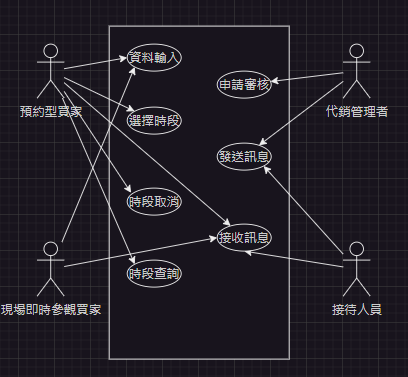 資料輸入
申請審核
預約型買家
代銷管理者
選擇時段
發送訊息
時段取消
接收訊息
時段查詢
現場即時參觀買家
接待人員